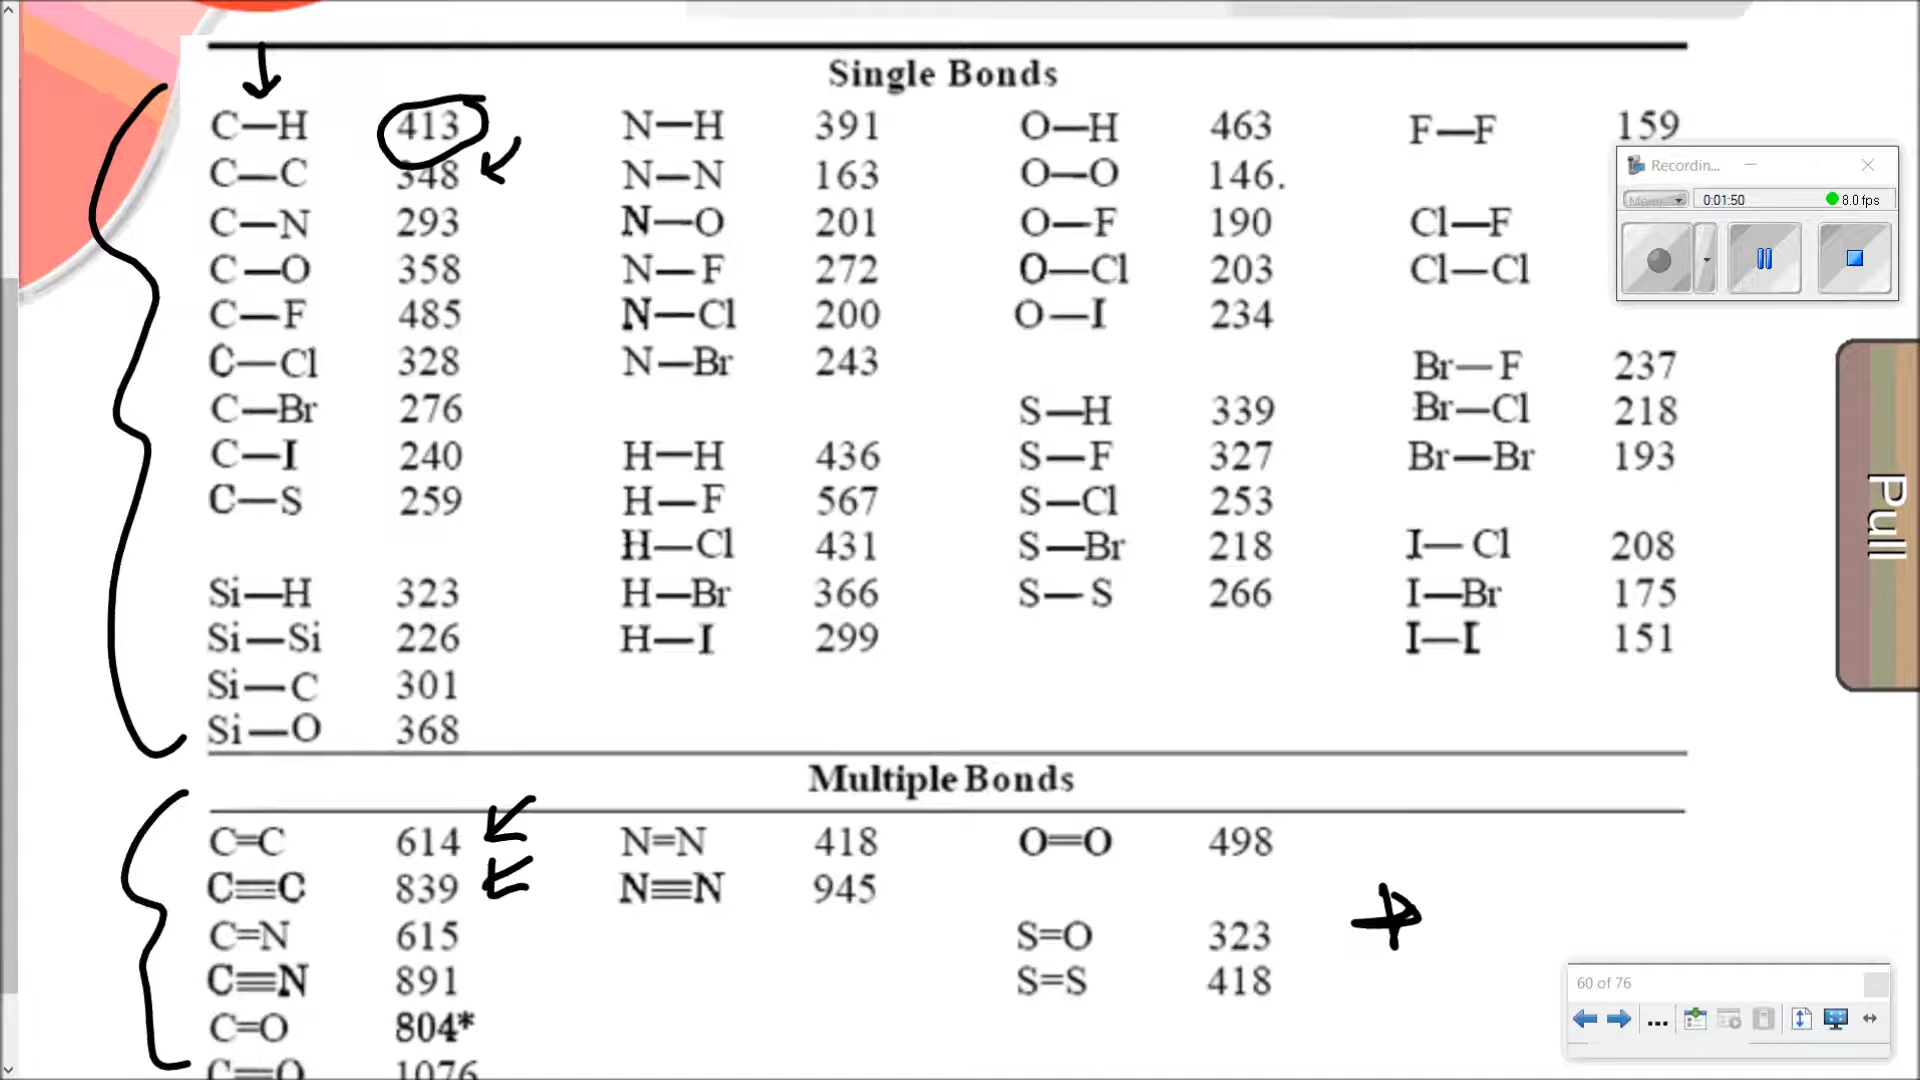 Single Bonds
C—H 413 N—H 391 O—H 463 F—F 159
C—C 348 N—N 163 O—O 146.
C—N 293 N—O 201 O—F 190 Cl—F
C—O 358 N—F 272 O—Cl 203 Cl—Cl
C—F 485 N—Cl 200 O—I 234
C—Cl 328 N—Br 243 Br—F 237
C—Br 276 S—H 339 Br—Cl 218
C—I 240 H—H 436 S—F 327 Br—Br 193
C—S 259 H—F 567 S—Cl 253
H—Cl 431 S—Br 218 I—Cl 208
Si—H 323 H—Br 366 S—S 266 I—Br 175
Si—Si 226 H—I 299 I—I 151
Si—C 301
Si—O 368
Multiple Bonds
C=C 614 N=N 418 O=O 498
C≡C 839 N≡N 945
C=N 615 S=O 323
C≡N 891 S=S 418
C=O 804*
1076
Recordin...
Menu 0:01:50 8.0 fps
Pull
60 of 76
...